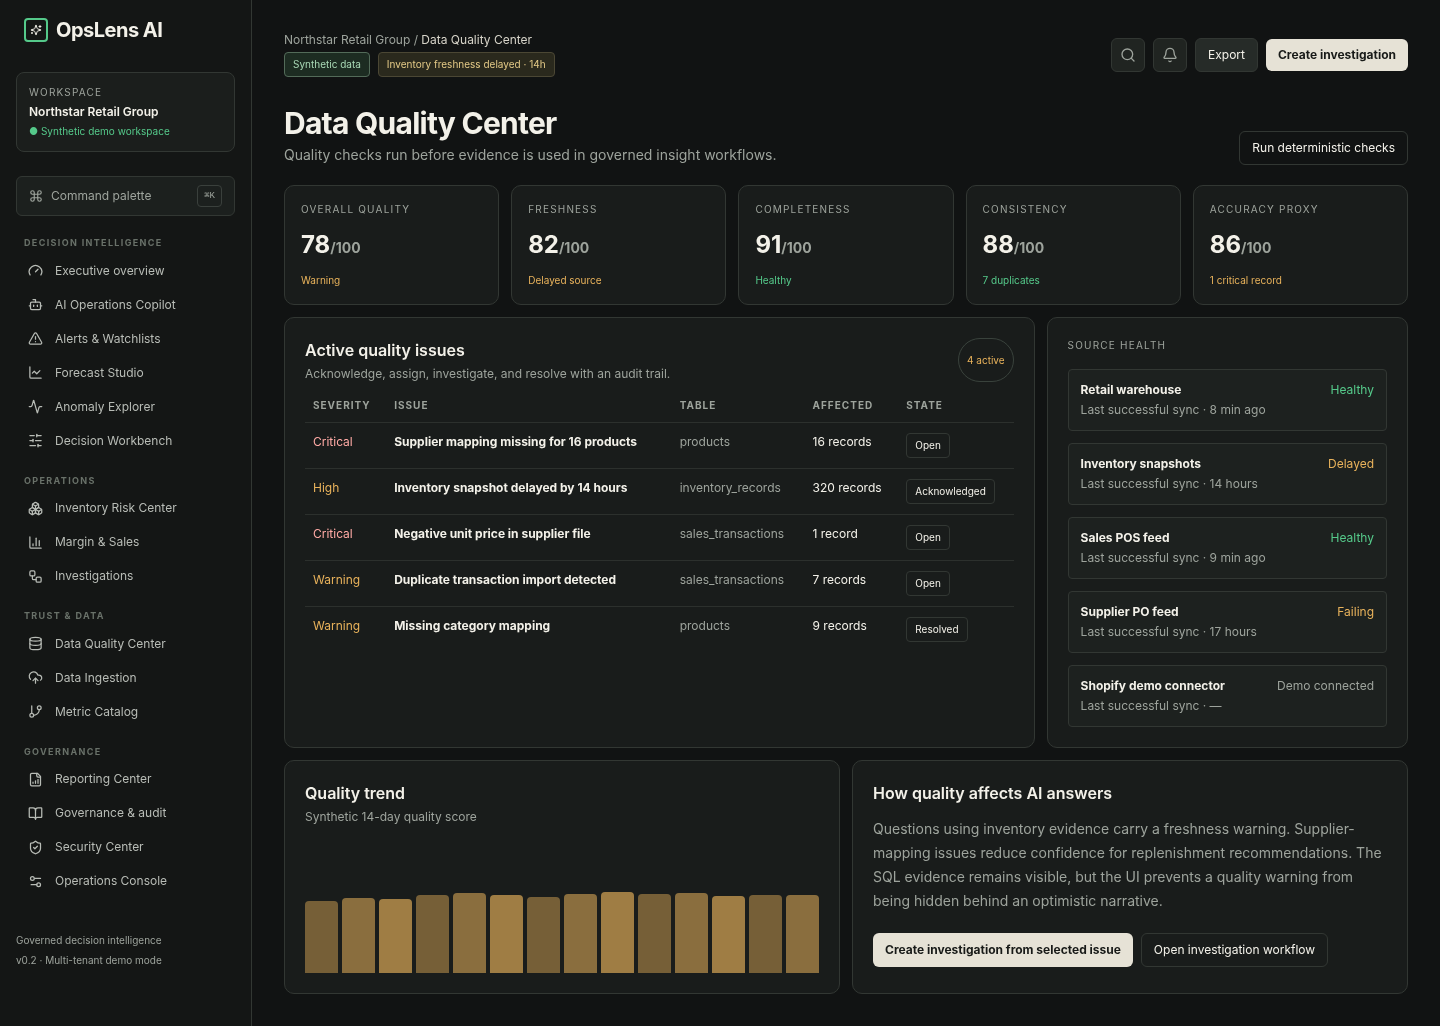 OpsLens AI
WORKSPACE
Northstar Retail Group
Synthetic demo workspace
Command palette ⌘K
DECISION INTELLIGENCE
Executive overview
AI Operations Copilot
Alerts & Watchlists
Forecast Studio
Anomaly Explorer
Decision Workbench
OPERATIONS
Inventory Risk Center
Margin & Sales
Investigations
TRUST & DATA
Data Quality Center
Data Ingestion
Metric Catalog
GOVERNANCE
Reporting Center
Governance & audit
Security Center
Operations Console
Governed decision intelligence
v0.2 · Multi-tenant demo mode
Northstar Retail Group / Data Quality Center
Synthetic data Inventory freshness delayed · 14h
Export Create investigation
Data Quality Center
Quality checks run before evidence is used in governed insight workflows.
Run deterministic checks
OVERALL QUALITY
78/100
Warning
FRESHNESS
82/100
Delayed source
COMPLETENESS
91/100
Healthy
CONSISTENCY
88/100
7 duplicates
ACCURACY PROXY
86/100
1 critical record
Active quality issues
Acknowledge, assign, investigate, and resolve with an audit trail.
4 active
SEVERITY ISSUE TABLE AFFECTED STATE
Critical Supplier mapping missing for 16 products products 16 records Open
High Inventory snapshot delayed by 14 hours inventory_records 320 records Acknowledged
Critical Negative unit price in supplier file sales_transactions 1 record Open
Warning Duplicate transaction import detected sales_transactions 7 records Open
Warning Missing category mapping products 9 records Resolved
SOURCE HEALTH
Retail warehouse Healthy
Last successful sync · 8 min ago
Inventory snapshots Delayed
Last successful sync · 14 hours
Sales POS feed Healthy
Last successful sync · 9 min ago
Supplier PO feed Failing
Last successful sync · 17 hours
Shopify demo connector Demo connected
Last successful sync · —
Quality trend
Synthetic 14-day quality score
How quality affects AI answers
Questions using inventory evidence carry a freshness warning. Supplier-
mapping issues reduce confidence for replenishment recommendations. The
SQL evidence remains visible, but the UI prevents a quality warning from
being hidden behind an optimistic narrative.
Create investigation from selected issue Open investigation workflow